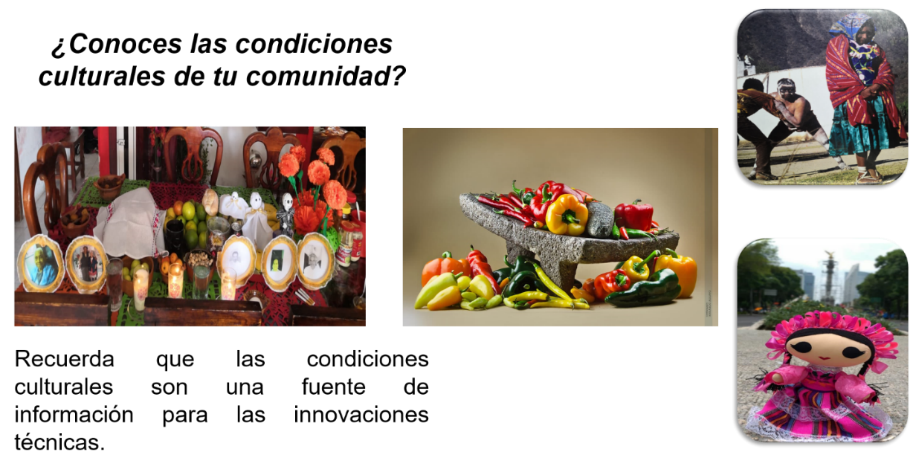 ¿Conoces las condiciones
culturales de tu comunidad?
Recuerda que las condiciones
culturales son una fuente de
información para las innovaciones
técnicas.